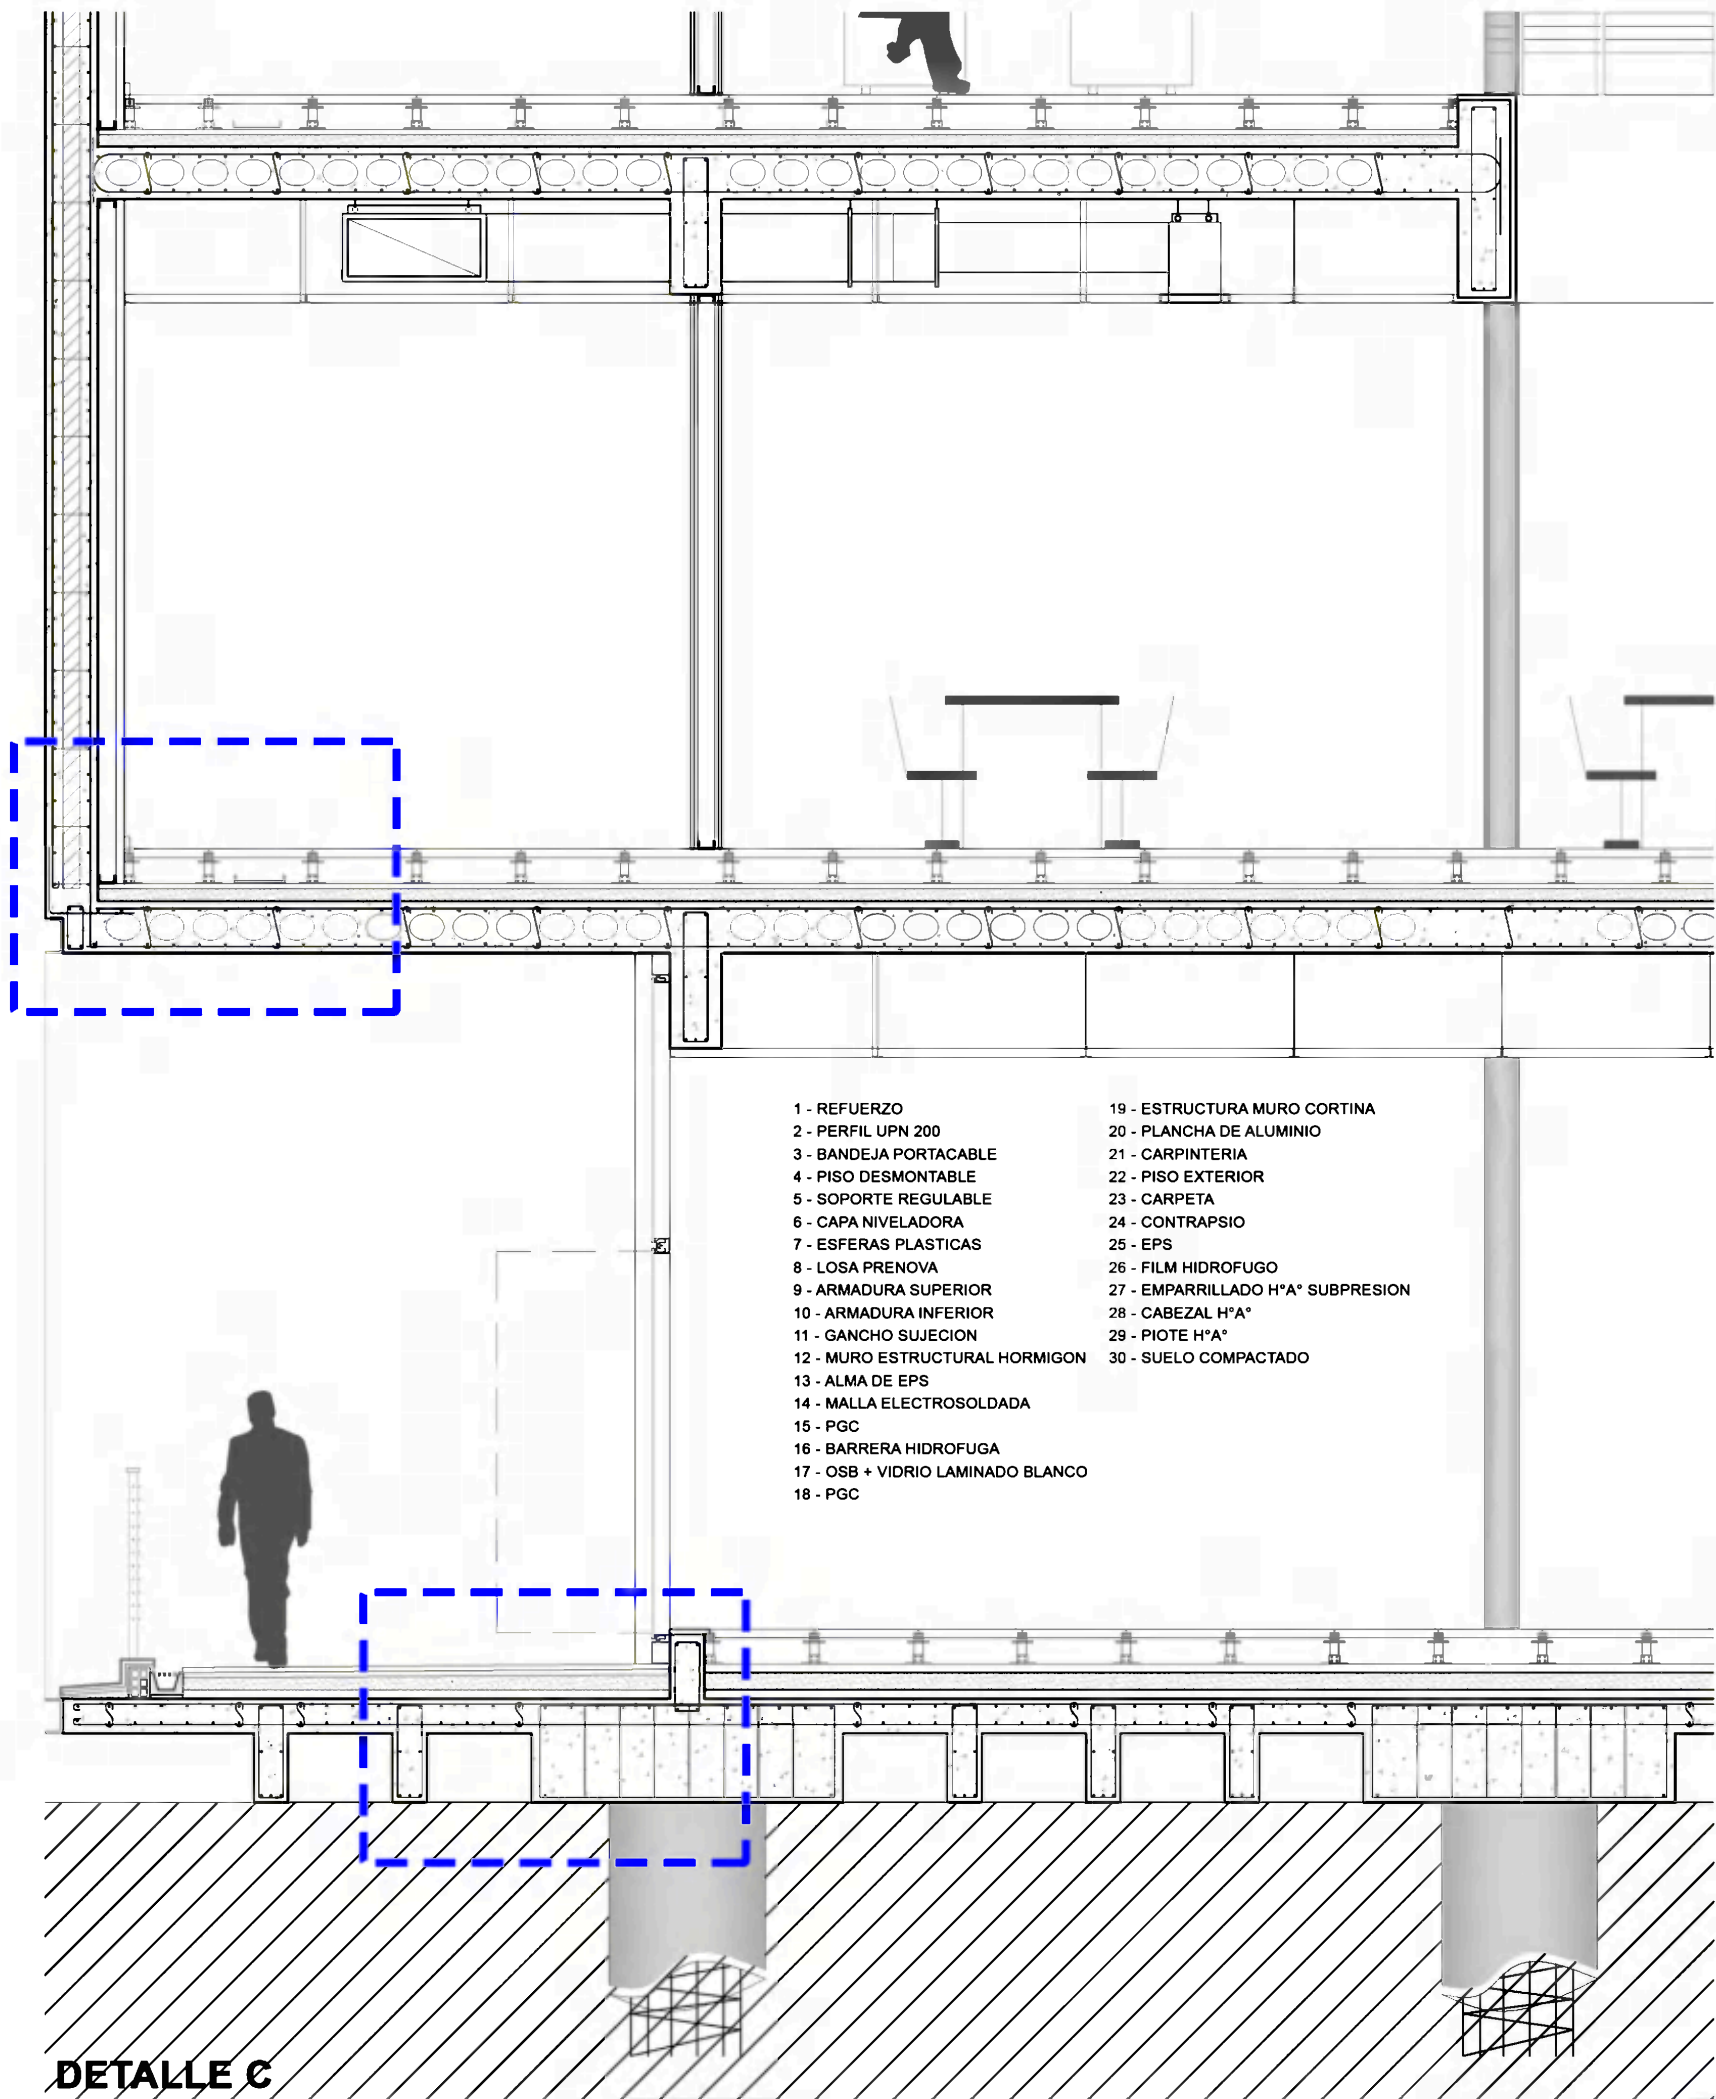 1 - REFUERZO
2 - PERFIL UPN 200
3 - BANDEJA PORTACABLE
4 - PISO DESMONTABLE
5 - SOPORTE REGULABLE
6 - CAPA NIVELADORA
7 - ESFERAS PLASTICAS
8 - LOSA PRENOVA
9 - ARMADURA SUPERIOR
10 - ARMADURA INFERIOR
11 - GANCHO SUJECION
12 - MURO ESTRUCTURAL HORMIGON
13 - ALMA DE EPS
14 - MALLA ELECTROSOLDADA
15 - PGC
16 - BARRERA HIDROFUGA
17 - OSB + VIDRIO LAMINADO BLANCO
18 - PGC
19 - ESTRUCTURA MURO CORTINA
20 - PLANCHA DE ALUMINIO
21 - CARPINTERIA
22 - PISO EXTERIOR
23 - CARPETA
24 - CONTRAPSIO
25 - EPS
26 - FILM HIDROFUGO
27 - EMPARRILLADO H°A° SUBPRESION
28 - CABEZAL H°A°
29 - PIOTE H°A°
30 - SUELO COMPACTADO
DETALLE C